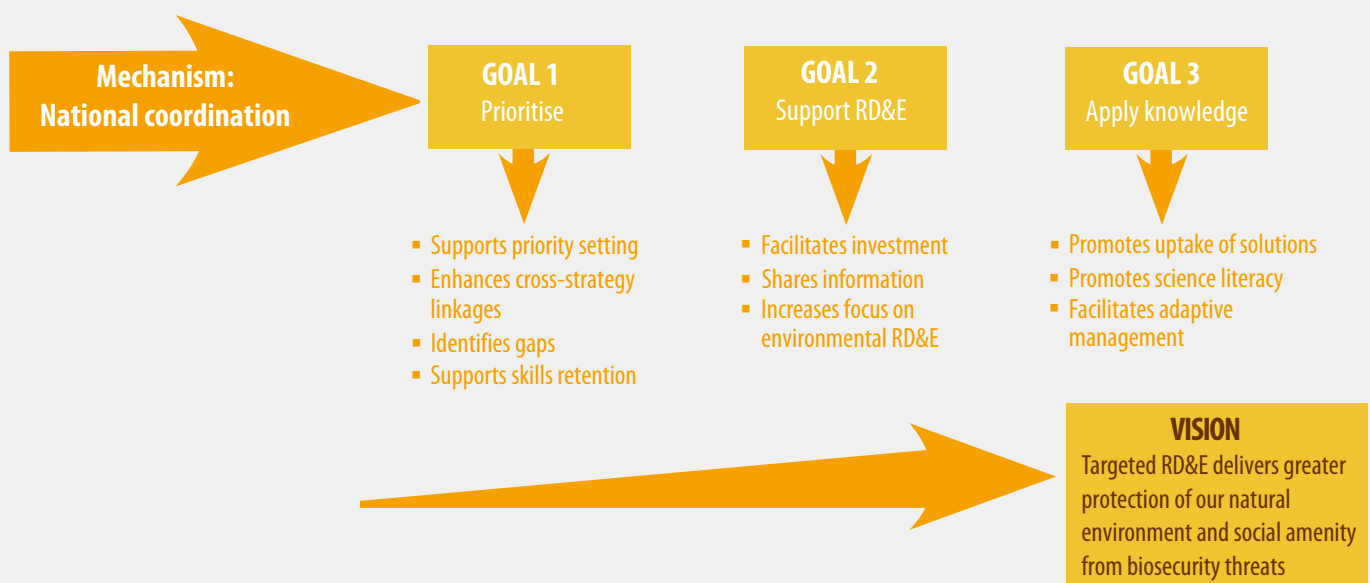 Mechanism:
National coordination
GOAL 1
Prioritise
▪ Supports priority setting
▪ Enhances cross-strategy
linkages
▪ Identifies gaps
▪ Supports skills retention
GOAL 2
Support RD&E
▪ Facilitates investment
▪ Shares information
▪ Increases focus on
environmental RD&E
GOAL 3
Apply knowledge
▪ Promotes uptake of solutions
▪ Promotes science literacy
▪ Facilitates adaptive
management
VISION
Targeted RD&E delivers greater
protection of our natural
environment and social amenity
from biosecurity threats